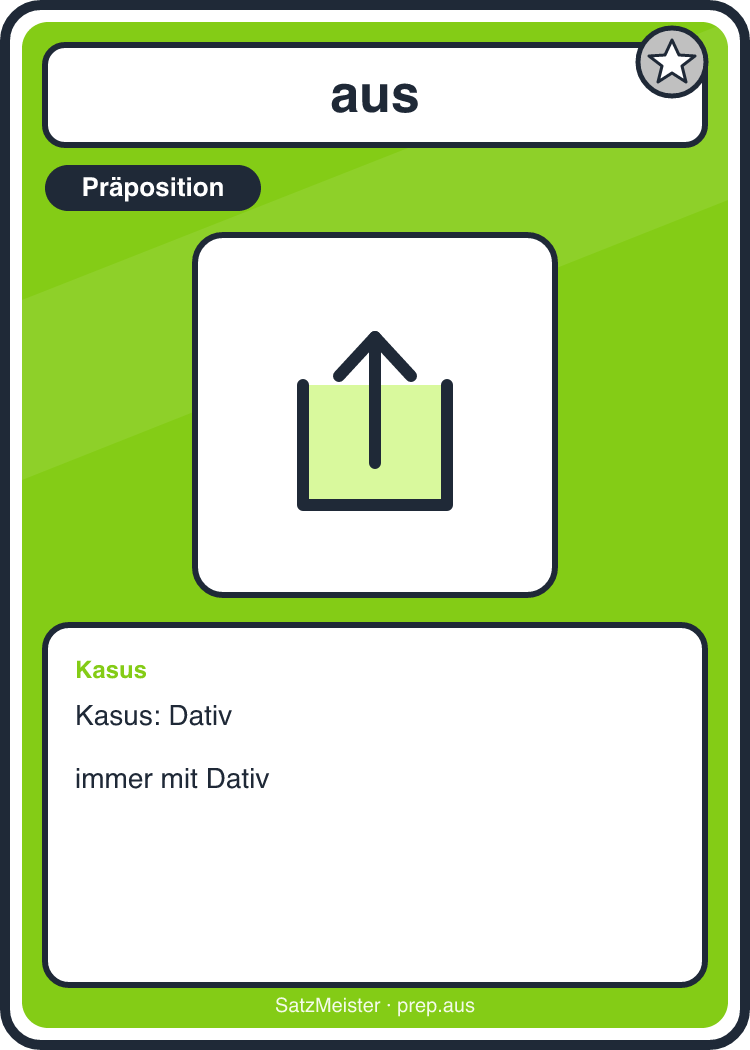 aus
Präposition
Kasus
Kasus: Dativ
immer mit Dativ
SatzMeister · prep.aus